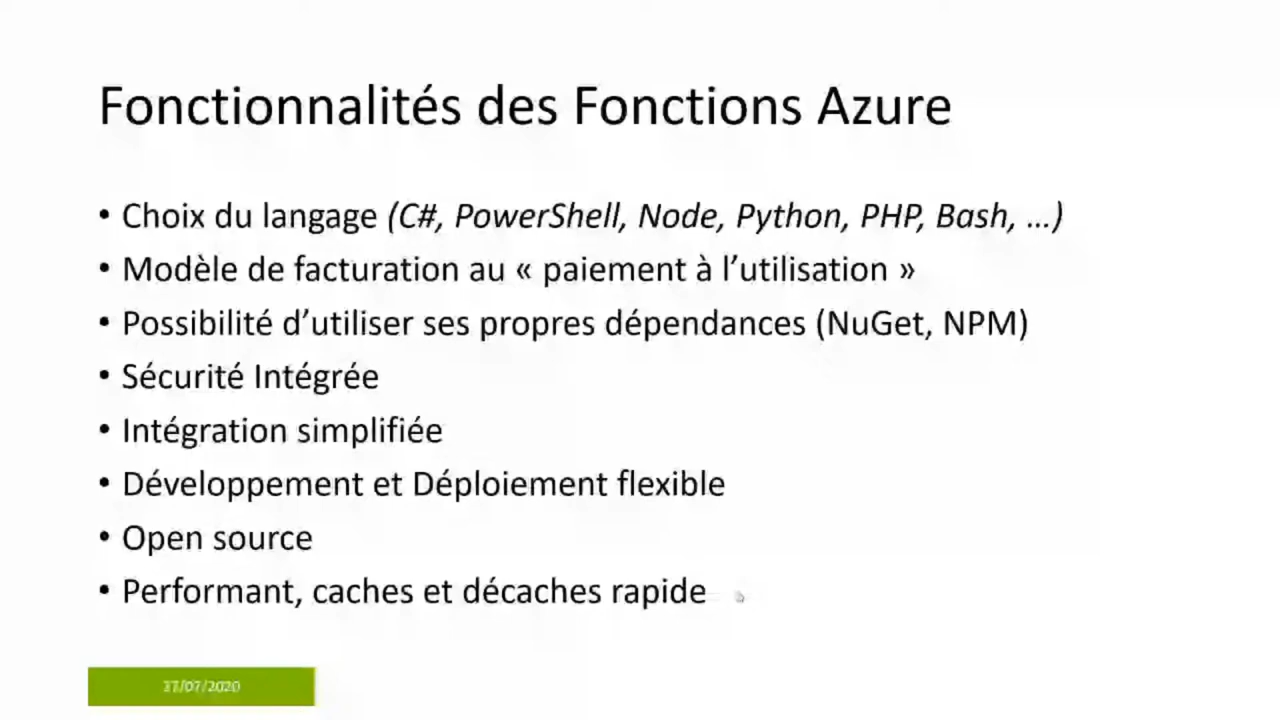 Fonctionnalités des Fonctions Azure
• Choix du langage (C#, PowerShell, Node, Python, PHP, Bash, ...)
• Modèle de facturation au « paiement à l’utilisation »
• Possibilité d’utiliser ses propres dépendances (NuGet, NPM)
• Sécurité Intégrée
• Intégration simplifiée
• Développement et Déploiement flexible
• Open source
• Performant, caches et décaches rapide